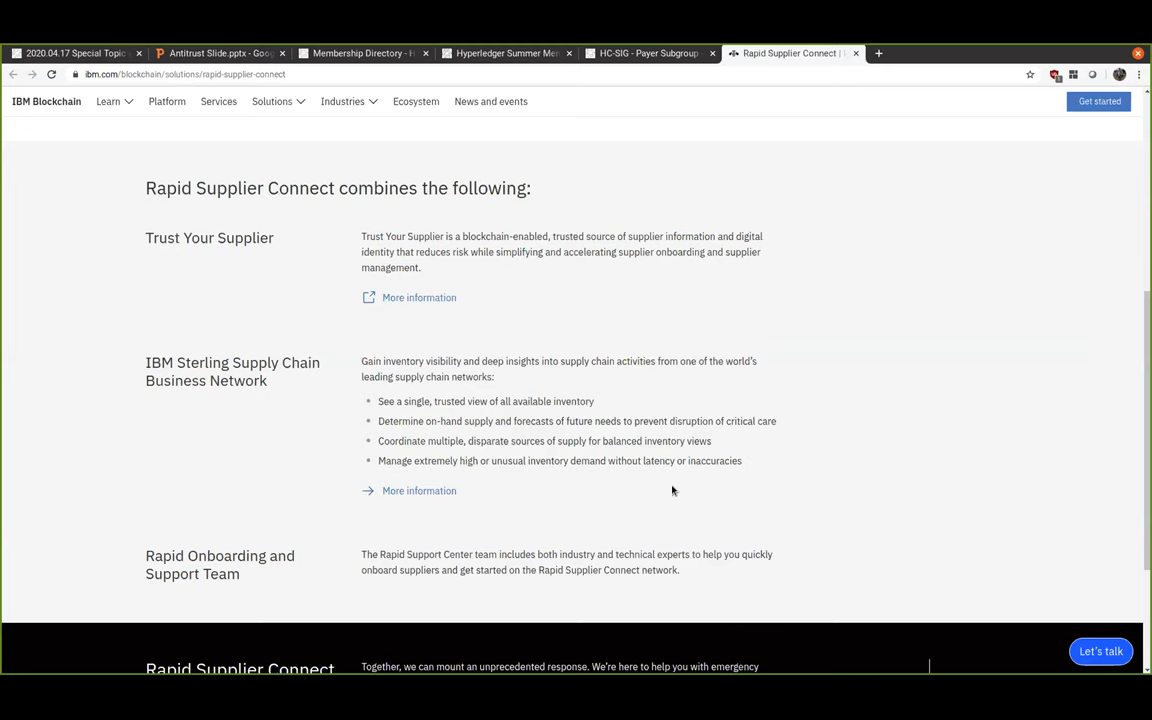 2020.04.17 Special Topic
Antitrust Slide.pptx - Goog
Membership Directory - H
Hyperledger Summer Men
HC-SIG - Payer Subgroup
Rapid Supplier Connect |
ibm.com/blockchain/solutions/rapid-supplier-connect
IBM Blockchain Learn Platform Services Solutions Industries Ecosystem News and events Get started
Rapid Supplier Connect combines the following:
Trust Your Supplier
Trust Your Supplier is a blockchain-enabled, trusted source of supplier information and digital
identity that reduces risk while simplifying and accelerating supplier onboarding and supplier
management.
More information
IBM Sterling Supply Chain
Business Network
Gain inventory visibility and deep insights into supply chain activities from one of the world's
leading supply chain networks:
• See a single, trusted view of all available inventory
• Determine on-hand supply and forecasts of future needs to prevent disruption of critical care
• Coordinate multiple, disparate sources of supply for balanced inventory views
• Manage extremely high or unusual inventory demand without latency or inaccuracies
More information
Rapid Onboarding and
Support Team
The Rapid Support Center team includes both industry and technical experts to help you quickly
onboard suppliers and get started on the Rapid Supplier Connect network.
Let's talk
Rapid Supplier Connect
Together, we can mount an unprecedented response. We're here to help you with emergency